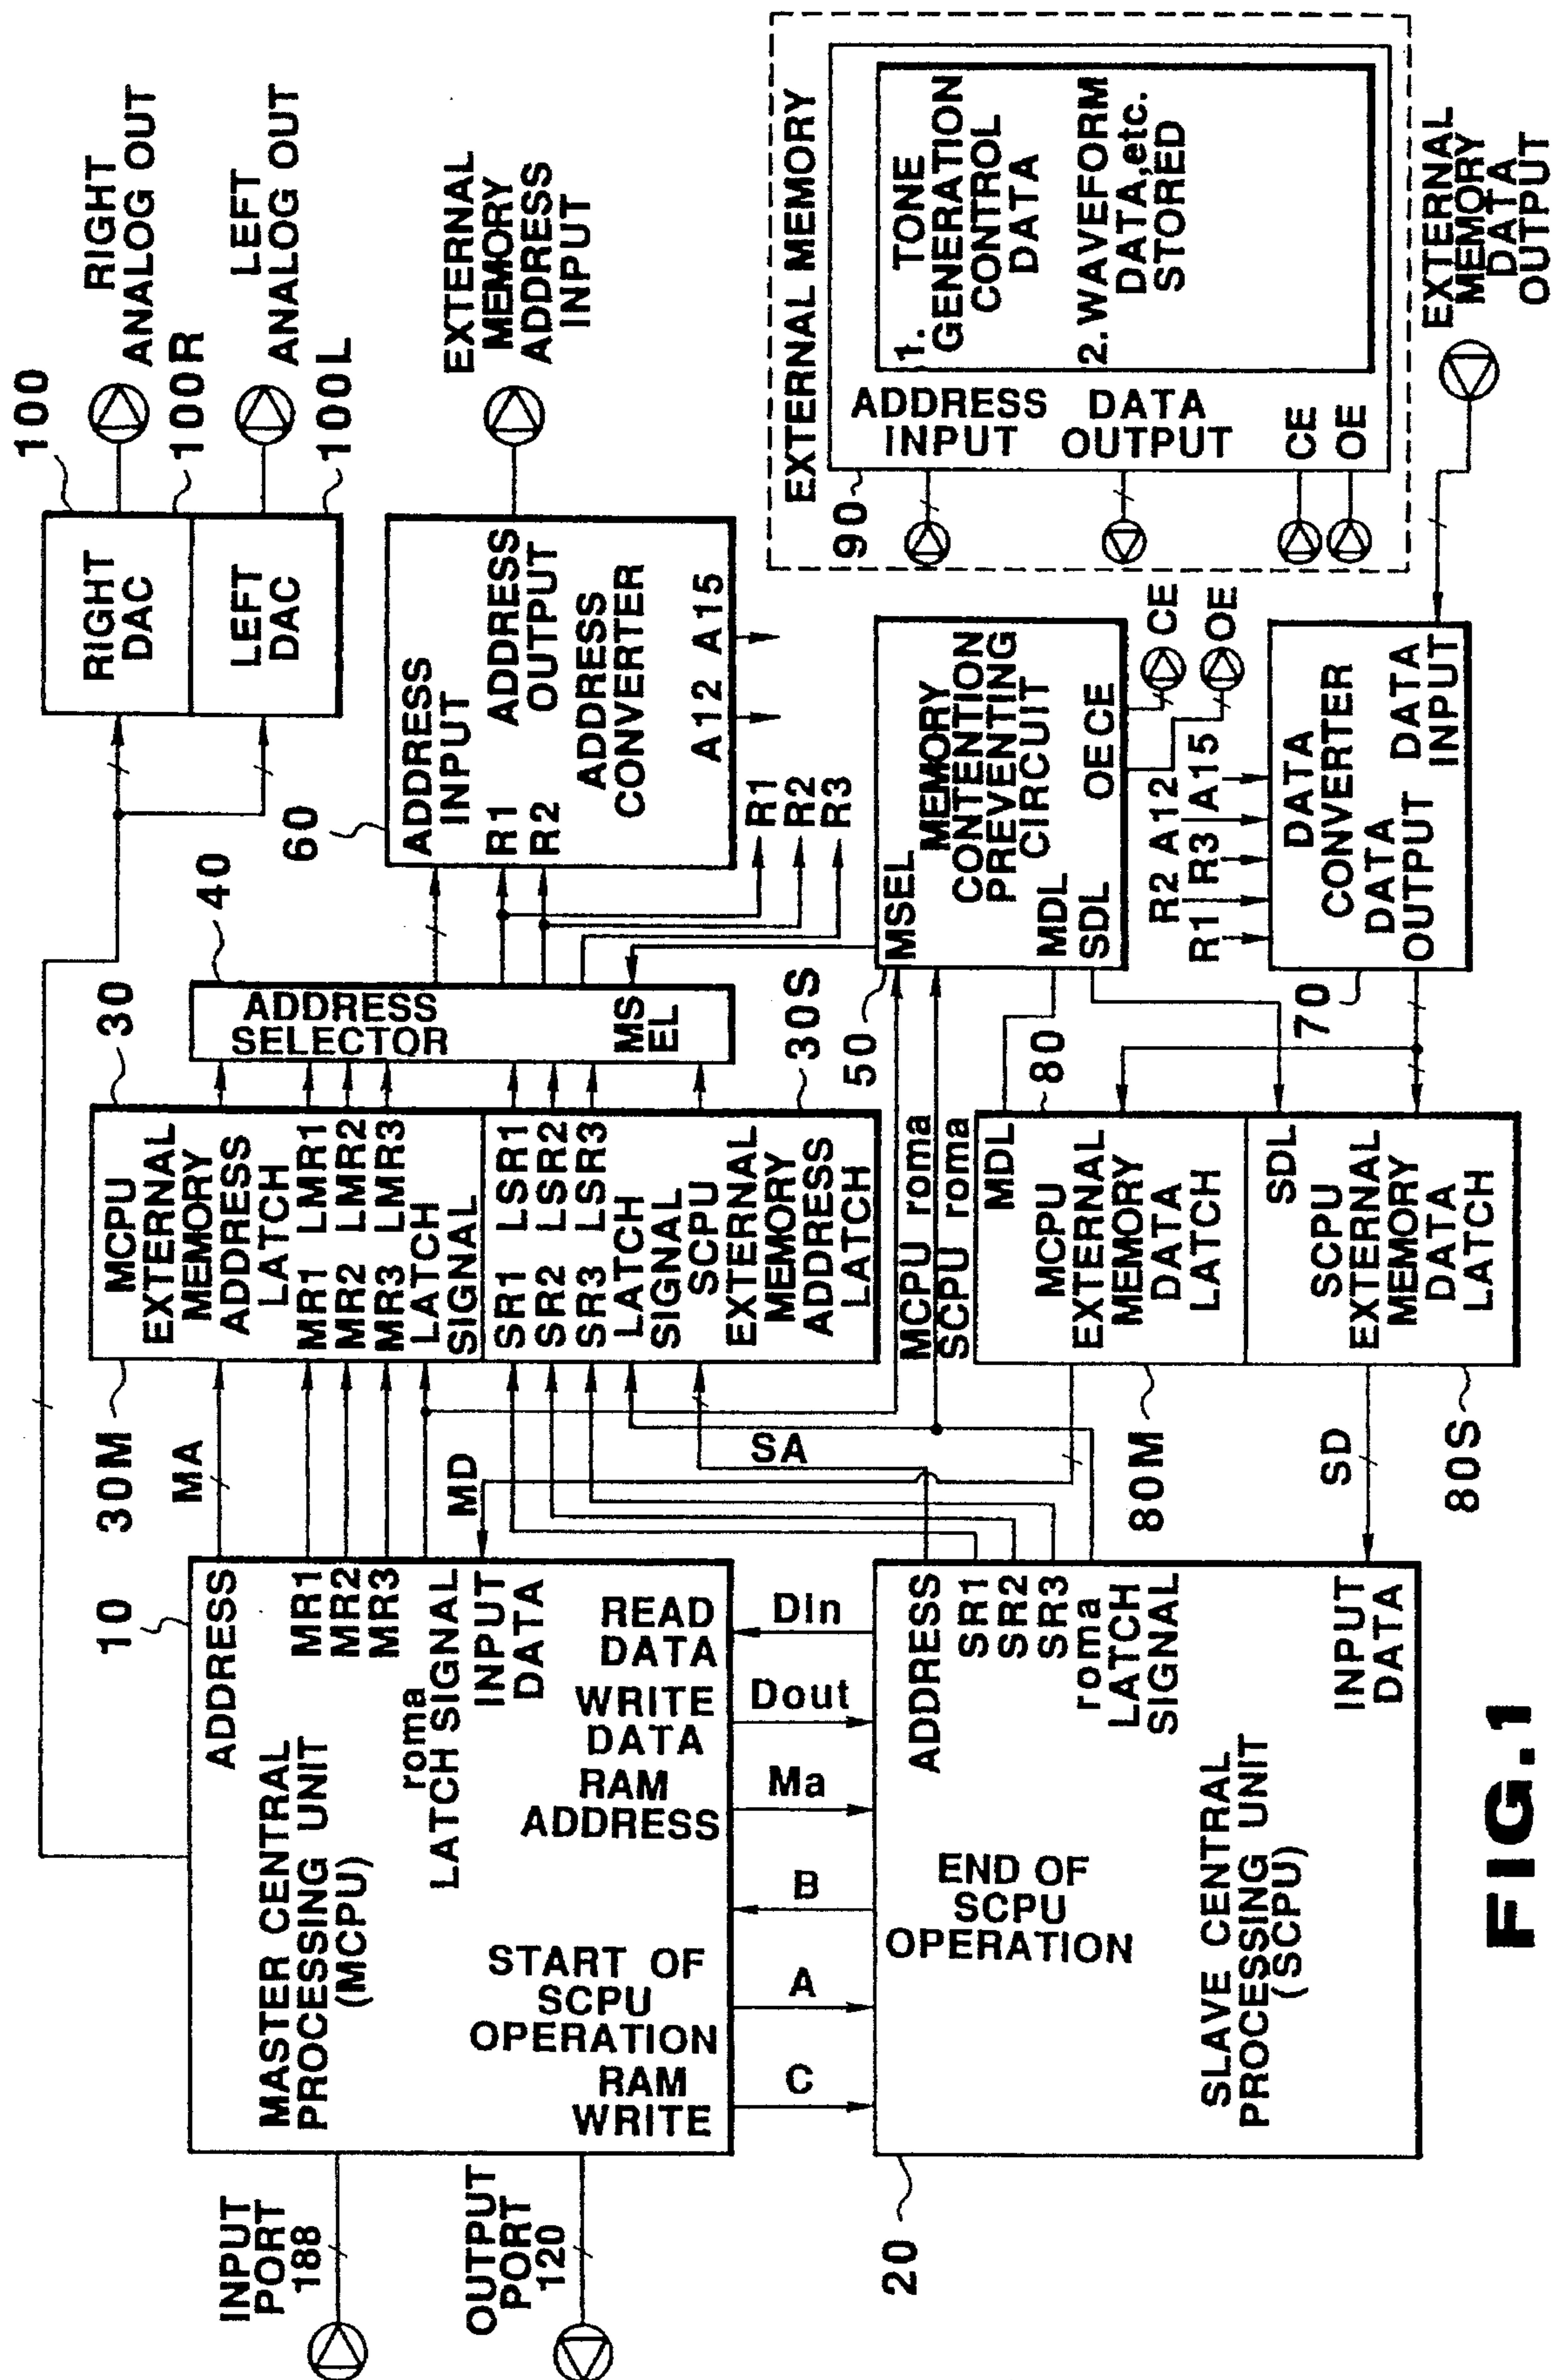 INPUT
PORT
188
OUTPUT
PORT
120
10
ADDRESS
MASTER CENTRAL
PROCESSING UNIT
(MCPU)
MR1
MR2
MR3
roma
LATCH SIGNAL
INPUT
DATA
READ
DATA
WRITE
DATA
RAM
ADDRESS
START OF
SCPU
OPERATION
RAM
WRITE
C
A
B
Ma
Dout
Din
20
ADDRESS
SR1
SR2
SR3
roma
LATCH
SIGNAL
END OF
SCPU
OPERATION
SLAVE CENTRAL
PROCESSING UNIT
(SCPU)
INPUT
DATA
MA
MD
SA
SD
30M
30
MCPU
EXTERNAL
MEMORY
ADDRESS
LATCH
MR1 LMR1
MR2 LMR2
MR3 LMR3
LATCH
SIGNAL
SR1 LSR1
SR2 LSR2
SR3 LSR3
LATCH
SIGNAL
SCPU
EXTERNAL
MEMORY
ADDRESS
LATCH
30S
MCPU roma
SCPU roma
80
MDL
MCPU
EXTERNAL
MEMORY
DATA
LATCH
SDL
SCPU
EXTERNAL
MEMORY
DATA
LATCH
80M
80S
40
ADDRESS
SELECTOR
MS
EL
50
MSEL
MEMORY
CONTENTION
PREVENTING
CIRCUIT
MDL
SDL
OECE
CE
OE
60
ADDRESS
INPUT
R1
R2
ADDRESS
OUTPUT
ADDRESS
CONVERTER
A12 A15
R1
R2
R3
R2 A12
R1 R3 A15
70
DATA
CONVERTER
DATA
OUTPUT
DATA
INPUT
100
RIGHT
DAC
LEFT
DAC
100R
100L
RIGHT
ANALOG OUT
LEFT
ANALOG OUT
EXTERNAL
MEMORY
ADDRESS
INPUT
EXTERNAL MEMORY
90
ADDRESS
INPUT
DATA
OUTPUT
CE
OE
1. TONE
GENERATION
CONTROL
DATA
2. WAVEFORM
DATA,etc.
STORED
EXTERNAL
MEMORY
DATA
OUTPUT
FIG.1